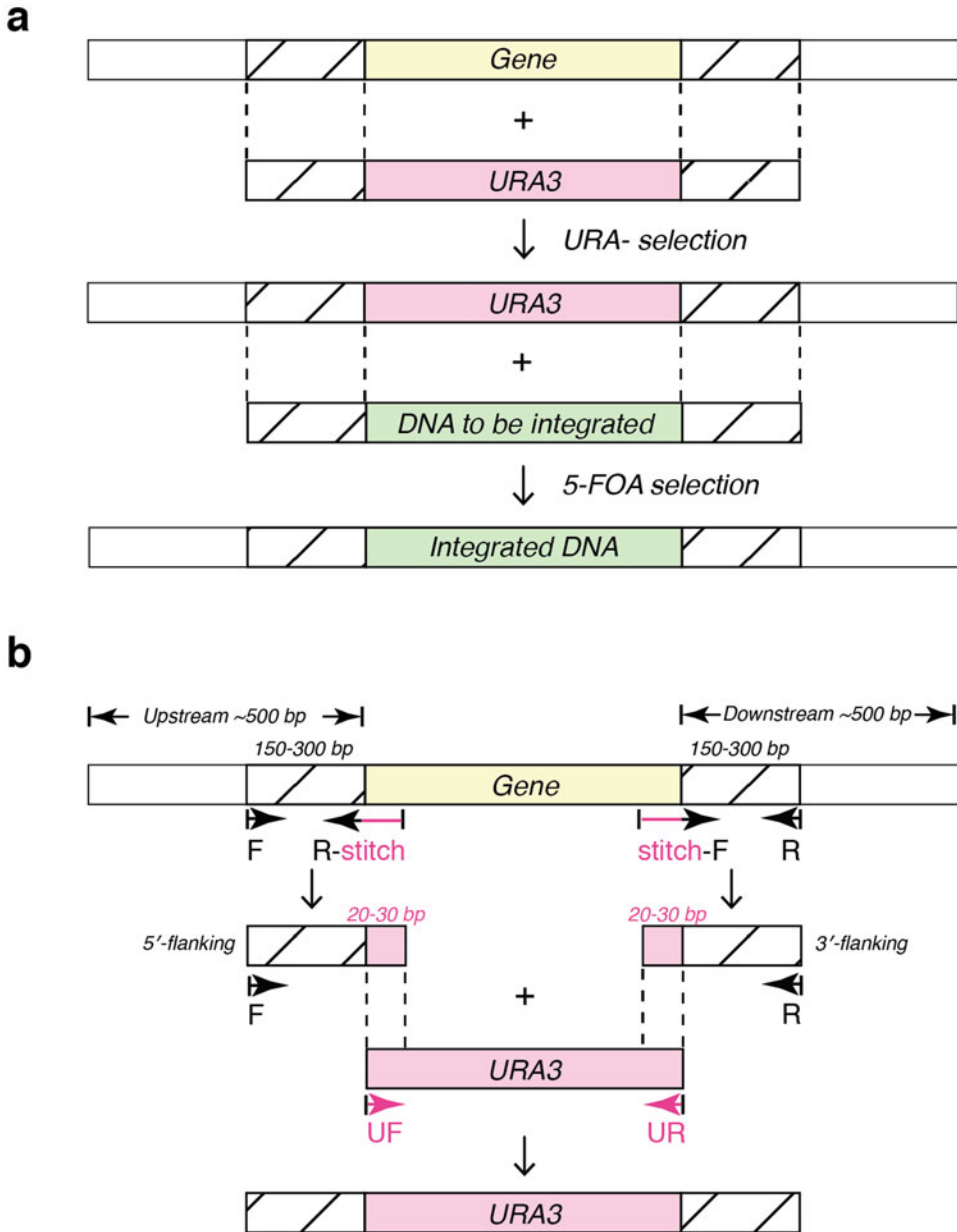 a
Gene
+
URA3
URA- selection
URA3
+
DNA to be integrated
5-FOA selection
Integrated DNA
b
Upstream ~500 bp
Downstream ~500 bp
150-300 bp
150-300 bp
Gene
F
R-stitch
stitch-F
R
20-30 bp
20-30 bp
5′-flanking
3′-flanking
F
+
R
URA3
UF
UR
URA3